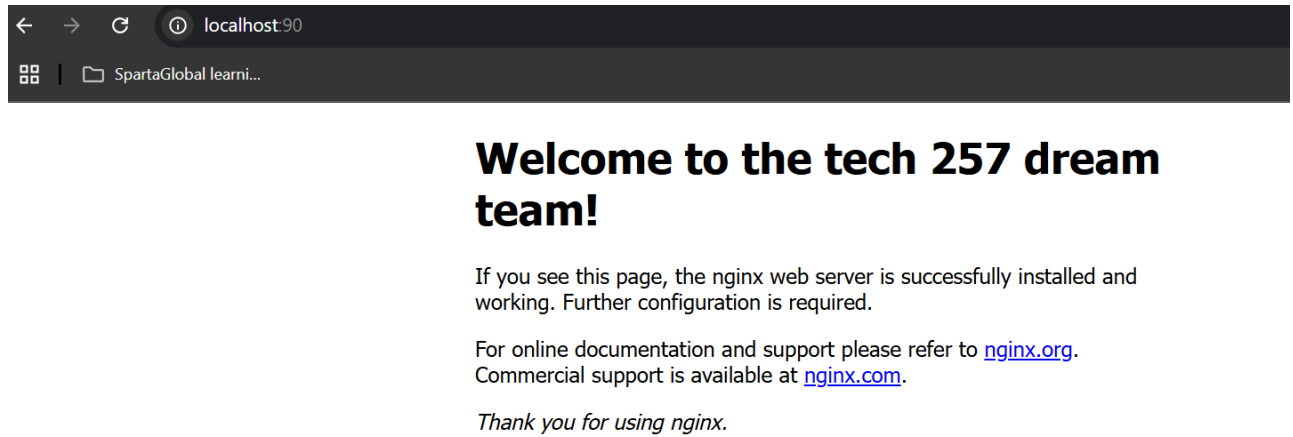 localhost:90
SpartaGlobal learni...
Welcome to the tech 257 dream
team!
If you see this page, the nginx web server is successfully installed and
working. Further configuration is required.
For online documentation and support please refer to nginx.org.
Commercial support is available at nginx.com.
Thank you for using nginx.